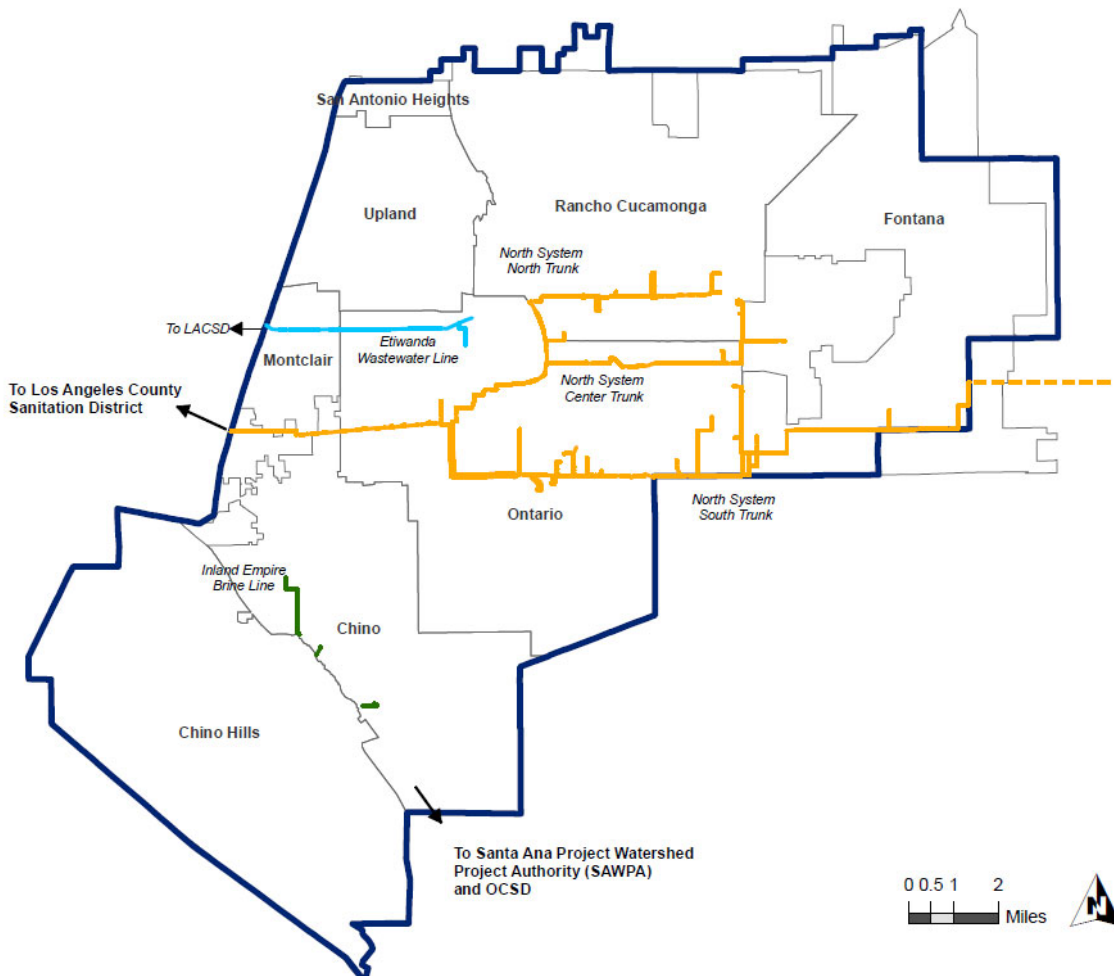 San Antonio Heights
Upland
Rancho Cucamonga
Fontana
North System
North Trunk
To LACSD
Etiwanda
Wastewater Line
Montclair
To Los Angeles County
Sanitation District
North System
Center Trunk
Ontario
North System
South Trunk
Inland Empire
Brine Line
Chino
Chino Hills
To Santa Ana Project Watershed
Project Authority (SAWPA)
and OCSD
0 0.5 1 2
Miles
N